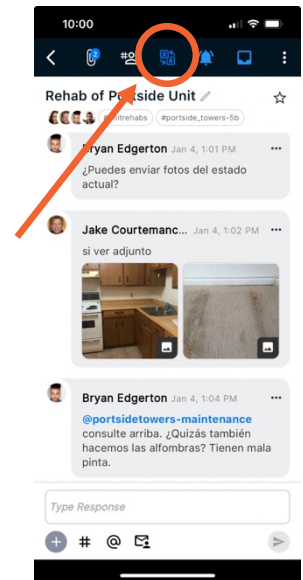 10:00
2
Rehab of Portside Unit
#portside_towers-5b
Bryan Edgerton Jan 4, 1:01 PM
¿Puedes enviar fotos del estado
actual?
Jake Courtemanc... Jan 4, 1:02 PM
si ver adjunto
Bryan Edgerton Jan 4, 1:04 PM
@portsidetowers-maintenance
consulte arriba. ¿Quizás también
hacemos las alfombras? Tienen mala
pinta.
Type Response